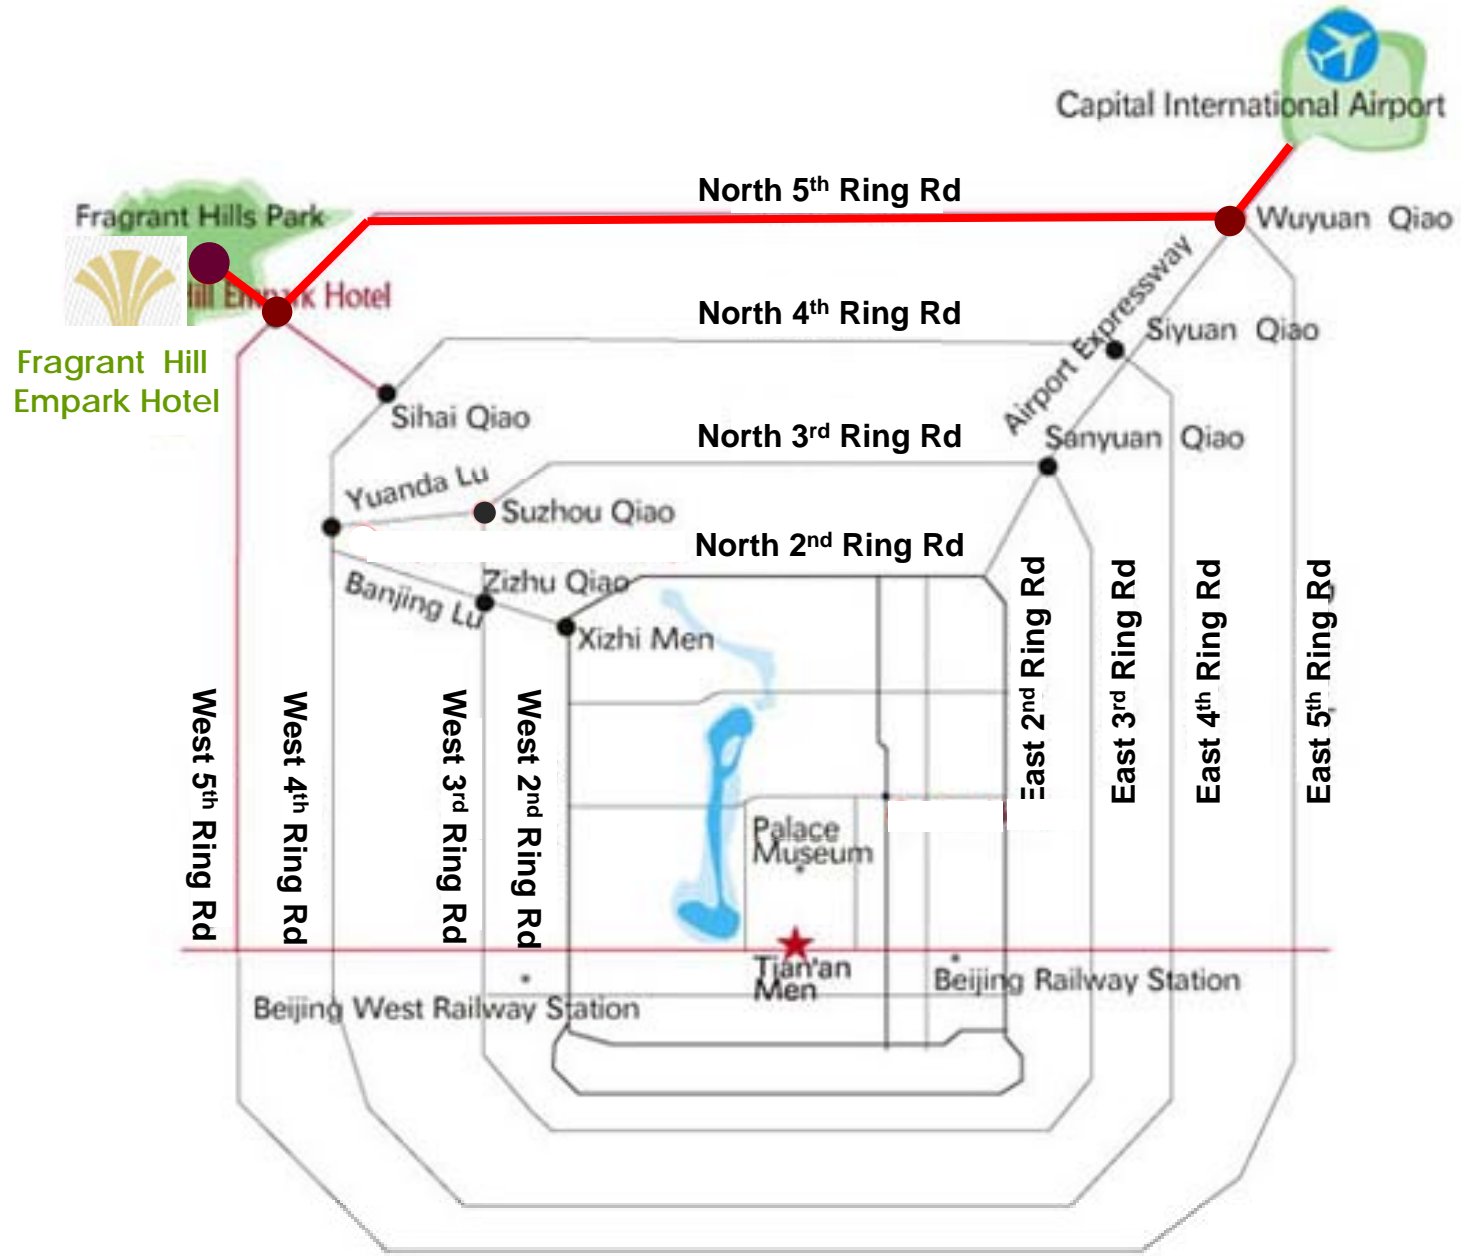 Capital International Airport
North 5th Ring Rd
Fragrant Hills Park
Wuyuan Qiao
Hill Empark Hotel
North 4th Ring Rd
Airport Expressway
Siyuan Qiao
Fragrant Hill
Empark Hotel
Sihai Qiao
North 3rd Ring Rd
Sanyuan Qiao
Yuanda Lu
Suzhou Qiao
North 2nd Ring Rd
Banjing Lu
Zizhu Qiao
Xizhi Men
West 5th Ring Rd
West 4th Ring Rd
West 3rd Ring Rd
West 2nd Ring Rd
East 2nd Ring Rd
East 3rd Ring Rd
East 4th Ring Rd
East 5th Ring Rd
Palace
Museum
Tian'an
Men
Beijing Railway Station
Beijing West Railway Station